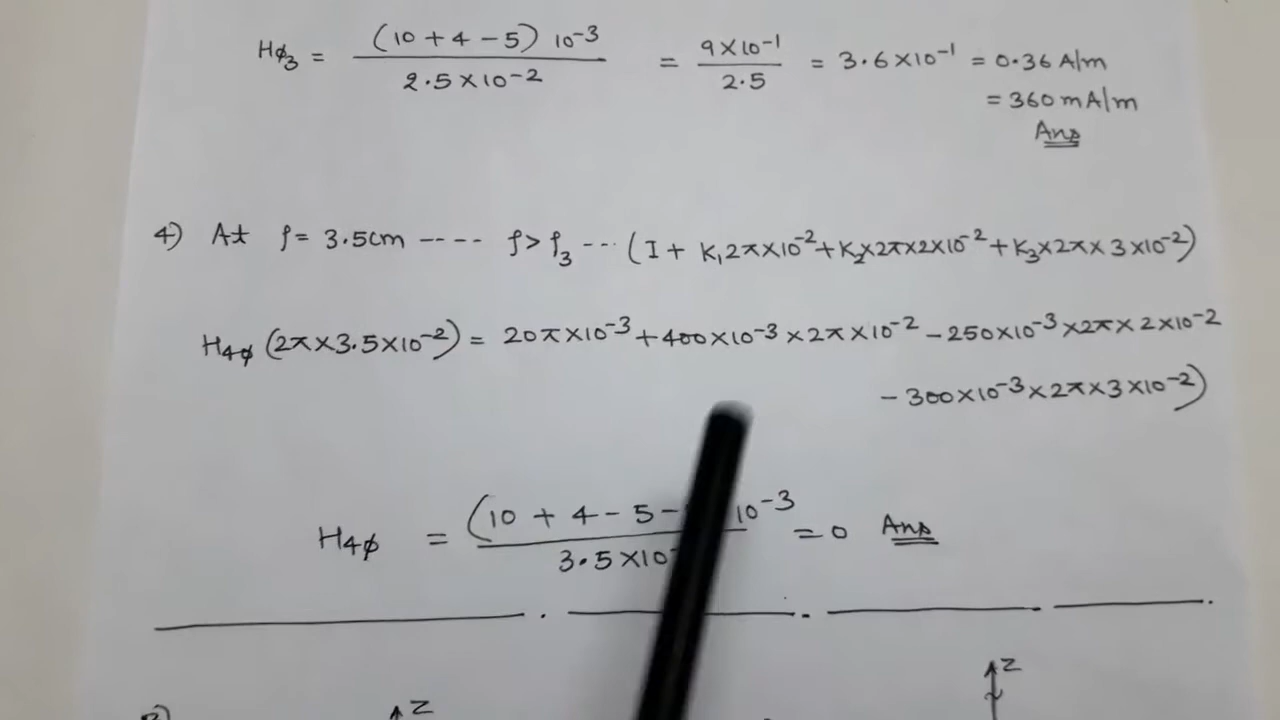 Hϕ3 = (10 + 4 - 5) 10^-3 / 2.5×10^-2 = 9×10^-1 / 2.5 = 3.6×10^-1 = 0.36 A/m
= 360 mA/m
Ans
4) At ρ = 3.5cm ---- ρ>ρ3 --- (I + K1 2π×10^-2 + K2×2π×2×10^-2 + K3×2π×3×10^-2)
H4ϕ (2π×3.5×10^-2) = 20π×10^-3 + 400×10^-3 × 2π×10^-2 - 250×10^-3 ×2π×2×10^-2
- 300×10^-3 ×2π×3×10^-2)
H4ϕ = (10 + 4 - 5 - 10^-3 / 3.5×10 = 0 Ans
Z
Z